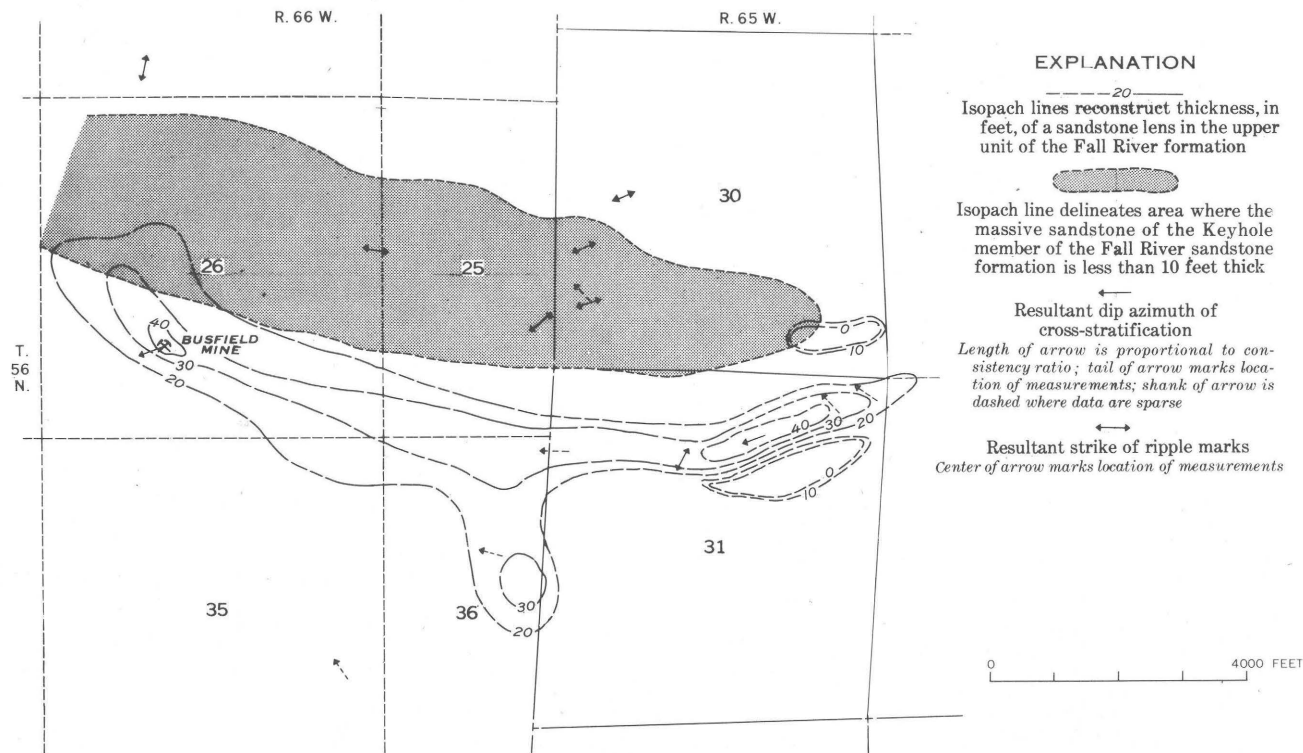 R. 66 W.
R. 65 W.
T.
56
N.
30
26
25
40
BUSFIELD
MINE
30
20
0
10
40
30
20
0
10
31
35
36
30
20
EXPLANATION
20
Isopach lines reconstruct thickness, in
feet, of a sandstone lens in the upper
unit of the Fall River formation
Isopach line delineates area where the
massive sandstone of the Keyhole
member of the Fall River sandstone
formation is less than 10 feet thick
Resultant dip azimuth of
cross-stratification
Length of arrow is proportional to con-
sistency ratio; tail of arrow marks loca-
tion of measurements; shank of arrow is
dashed where data are sparse
Resultant strike of ripple marks
Center of arrow marks location of measurements
0
4000 FEET